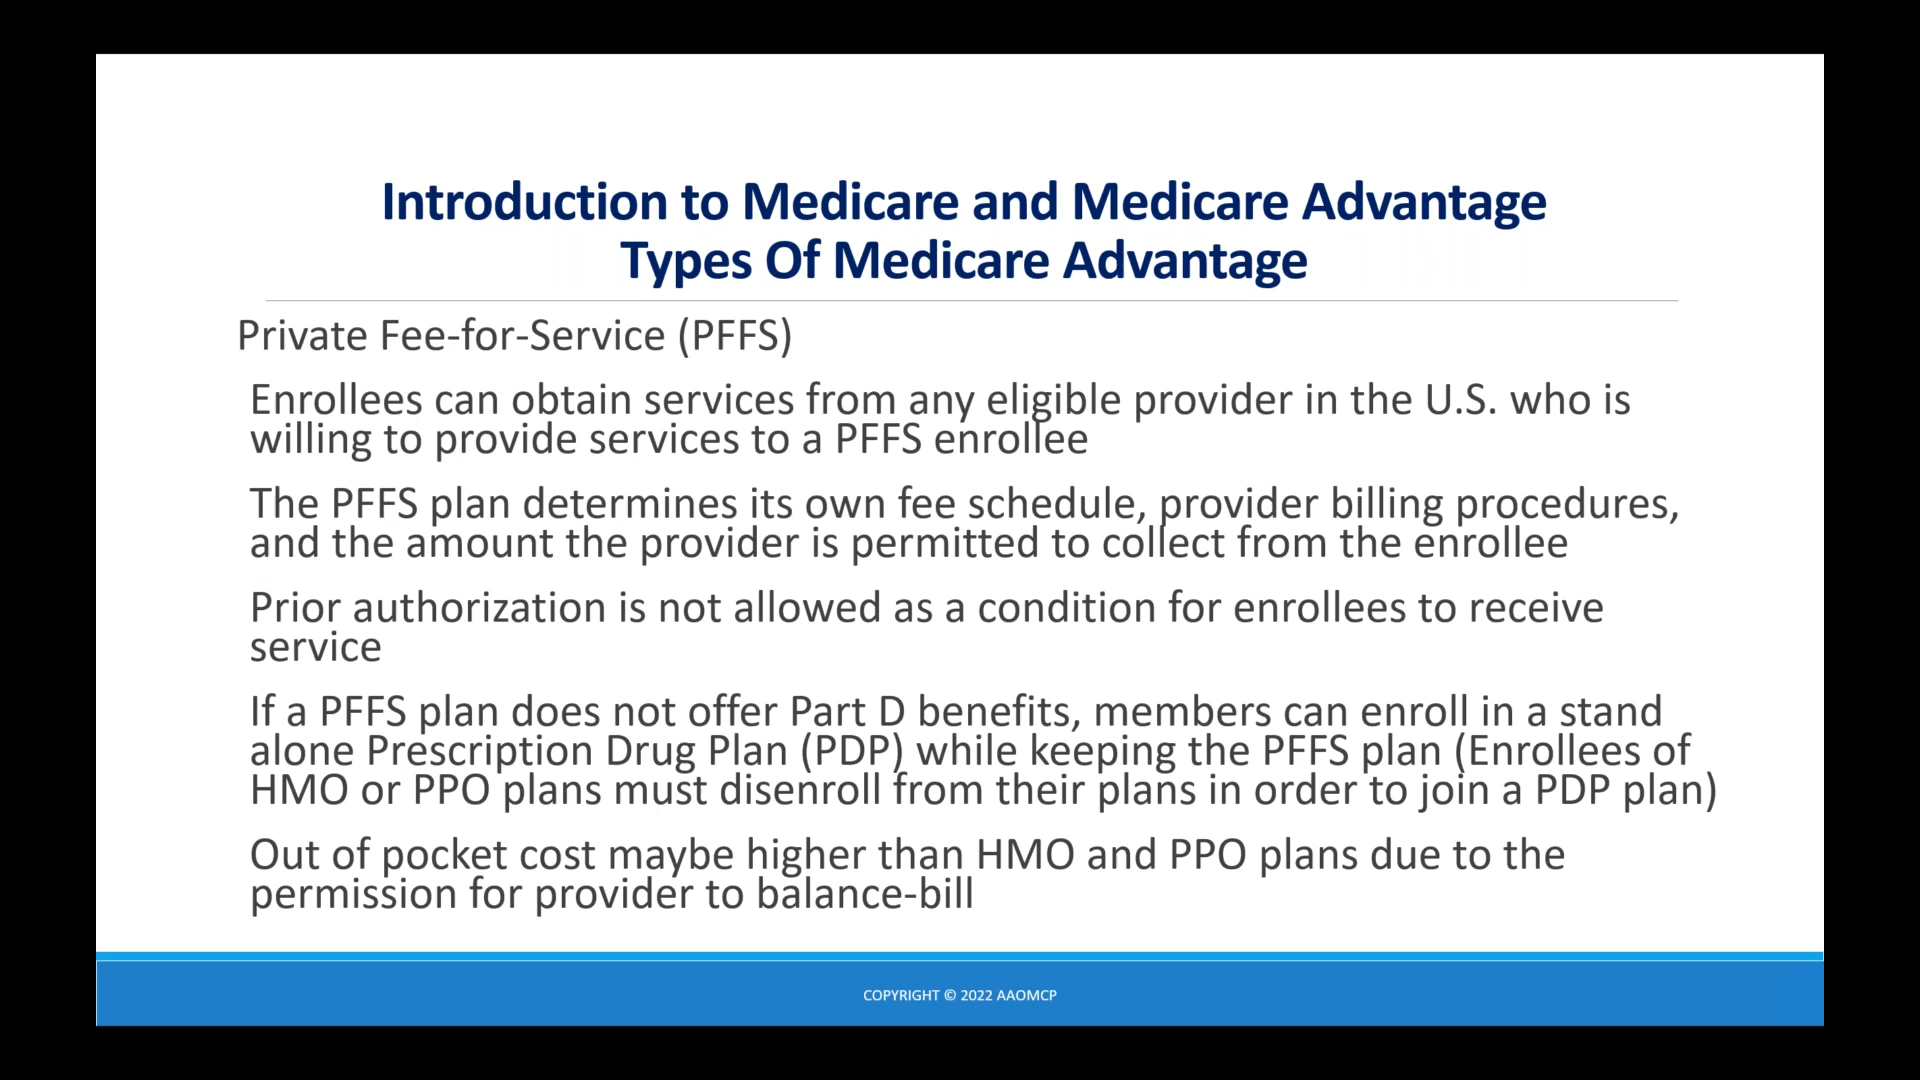 Introduction to Medicare and Medicare Advantage
Types Of Medicare Advantage
Private Fee-for-Service (PFFS)
Enrollees can obtain services from any eligible provider in the U.S. who is
willing to provide services to a PFFS enrollee
The PFFS plan determines its own fee schedule, provider billing procedures,
and the amount the provider is permitted to collect from the enrollee
Prior authorization is not allowed as a condition for enrollees to receive
service
If a PFFS plan does not offer Part D benefits, members can enroll in a stand
alone Prescription Drug Plan (PDP) while keeping the PFFS plan (Enrollees of
HMO or PPO plans must disenroll from their plans in order to join a PDP plan)
Out of pocket cost maybe higher than HMO and PPO plans due to the
permission for provider to balance-bill
COPYRIGHT © 2022 AAOMCP